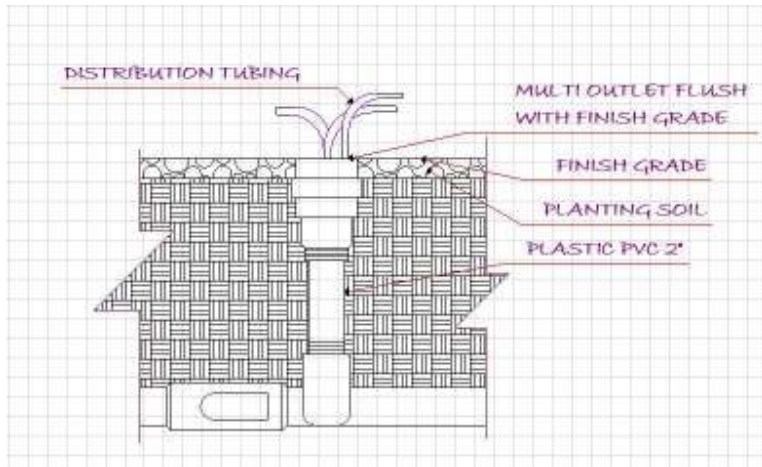 DISTRIBUTION TUBING
MULTI OUTLET FLUSH
WITH FINISH GRADE
FINISH GRADE
PLANTING SOIL
PLASTIC PVC 2"